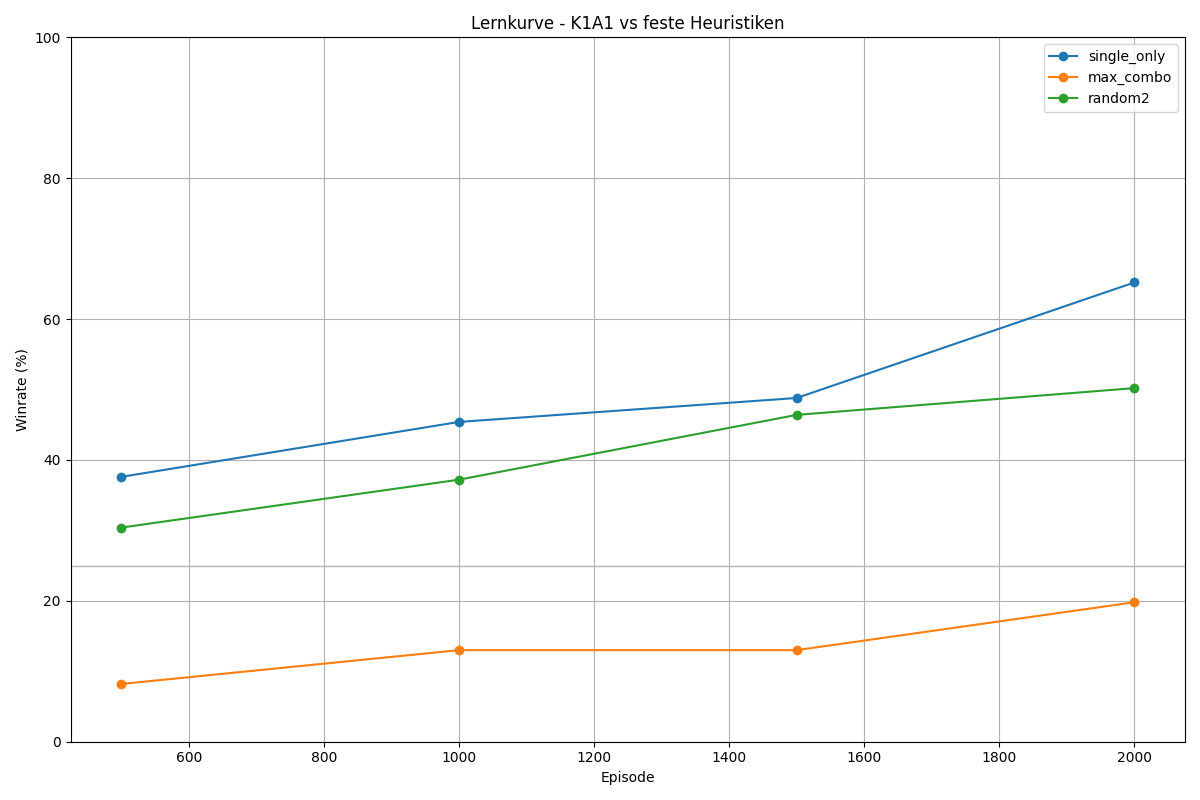 Lernkurve - K1A1 vs feste Heuristiken
single_only
max_combo
random2
Winrate (%)
100
80
60
40
20
0
600 800 1000 1200 1400 1600 1800 2000
Episode